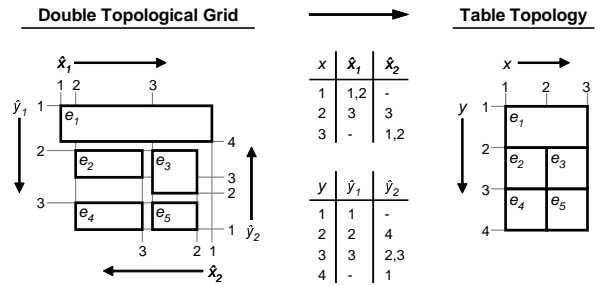 Double Topological Grid
x̂₁
1 2 3
ŷ₁
1
e₁
4
2
e₂
e₃
3
2
3
e₄
e₅
1
ŷ₂
3 2 1
x̂₂
x x̂₁ x̂₂
1 1,2 -
2 3 3
3 - 1,2
y ŷ₁ ŷ₂
1 1 -
2 2 4
3 3 2,3
4 - 1
Table Topology
x
1 2 3
y
1
e₁
2
e₂ e₃
3
e₄ e₅
4